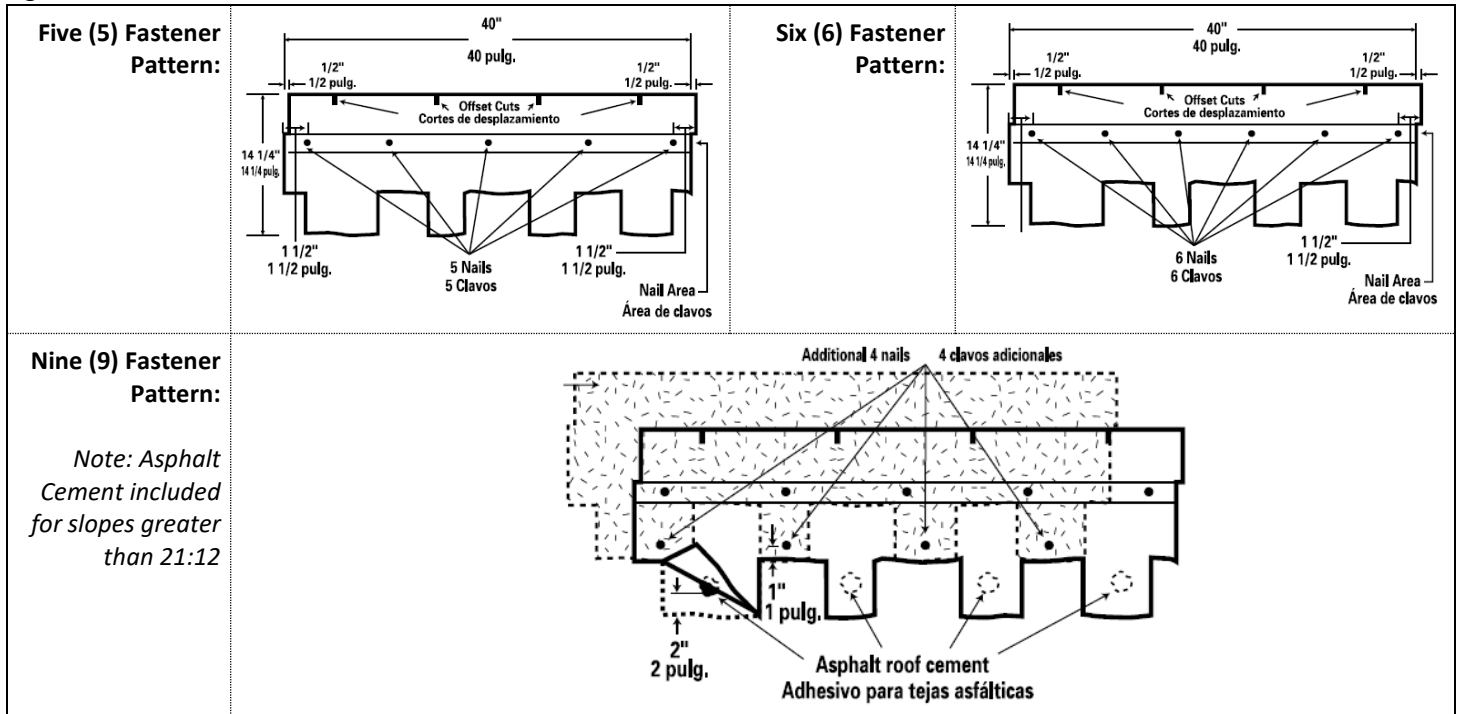 Five (5) Fastener
Pattern:
40"
40 pulg.
1/2"
1/2 pulg.
1/2"
1/2 pulg.
Offset Cuts
Cortes de desplazamiento
14 1/4"
14 1/4 pulg.
1 1/2"
1 1/2 pulg.
5 Nails
5 Clavos
1 1/2"
1 1/2 pulg.
Nail Area
Área de clavos
Six (6) Fastener
Pattern:
40"
40 pulg.
1/2"
1/2 pulg.
1/2"
1/2 pulg.
Offset Cuts
Cortes de desplazamiento
14 1/4"
14 1/4 pulg.
6 Nails
6 Clavos
1 1/2"
1 1/2 pulg.
Nail Area
Área de clavos
Nine (9) Fastener
Pattern:
Note: Asphalt
Cement included
for slopes greater
than 21:12
Additional 4 nails 4 clavos adicionales
1"
1 pulg.
2"
2 pulg.
Asphalt roof cement
Adhesivo para tejas asfálticas